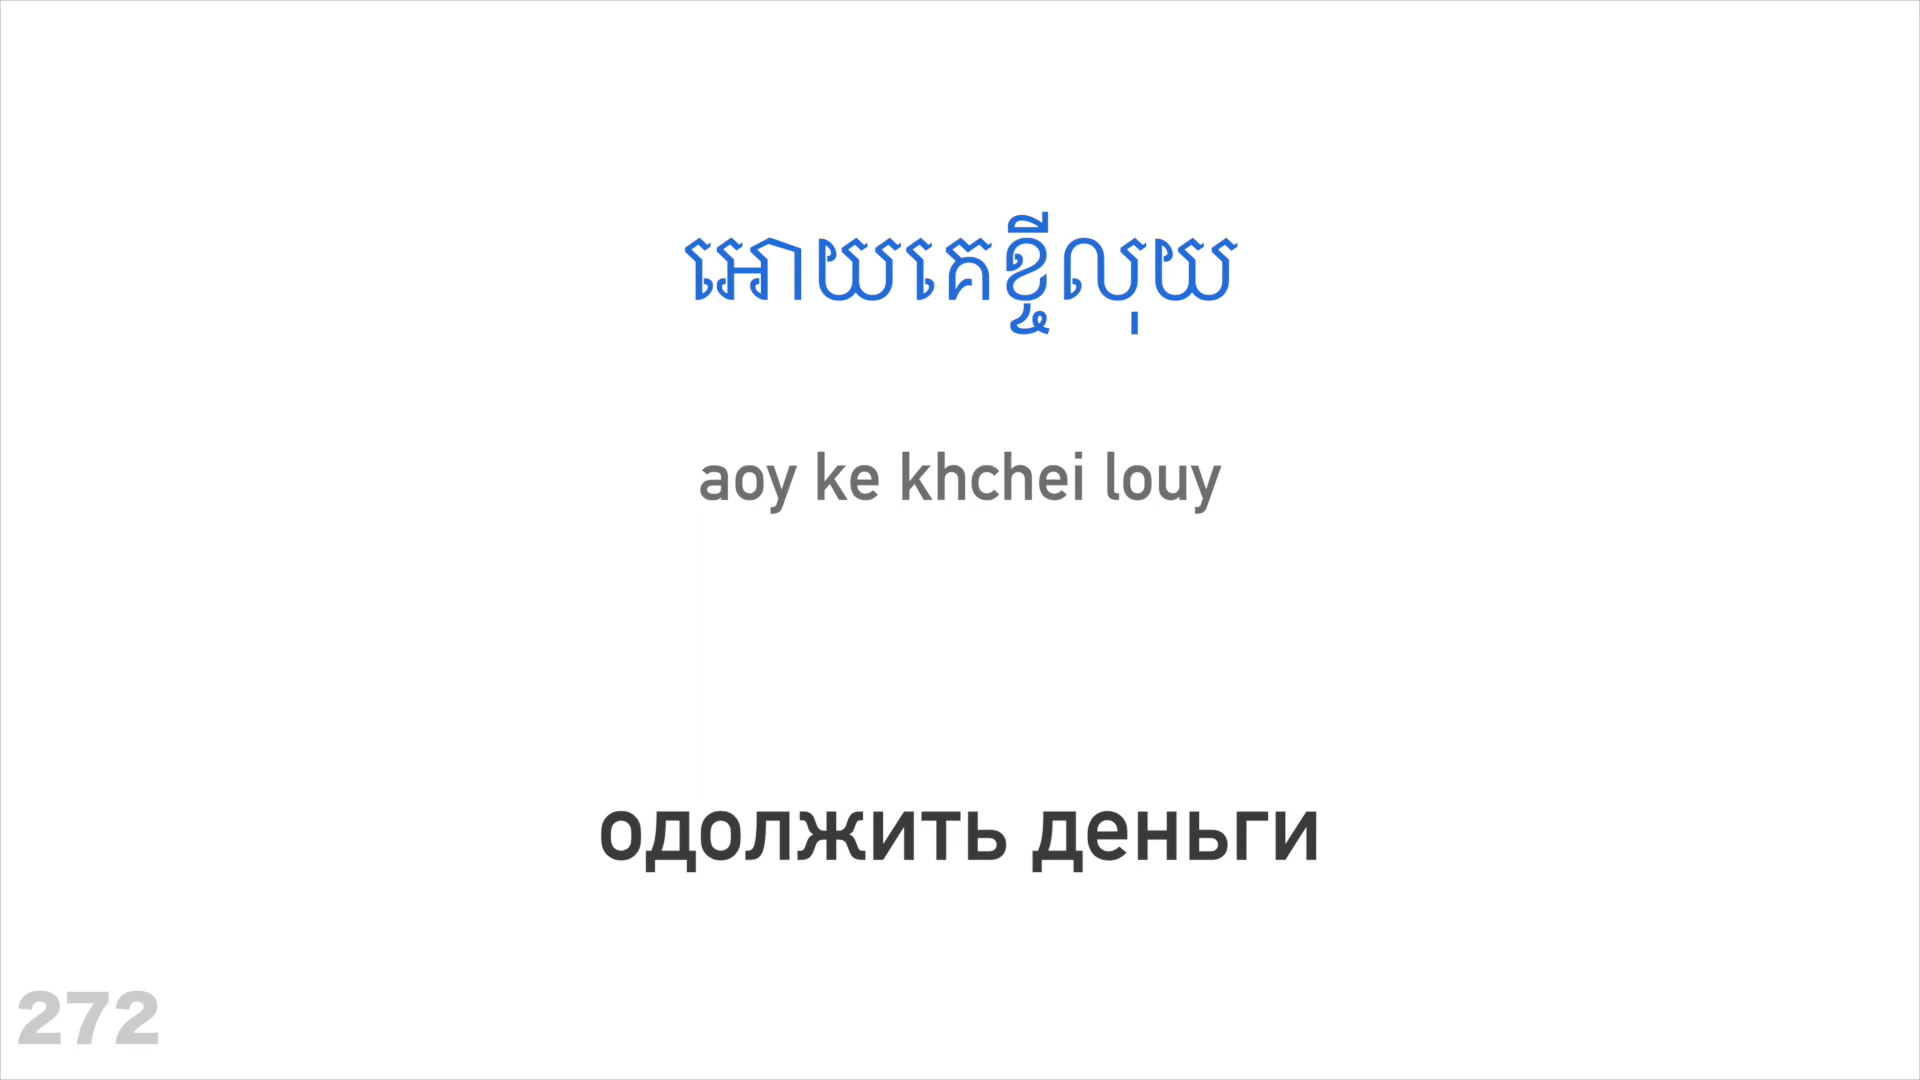 អោយគេខ្ចីលុយ
aoy ke khchei louy
одолжить деньги
272